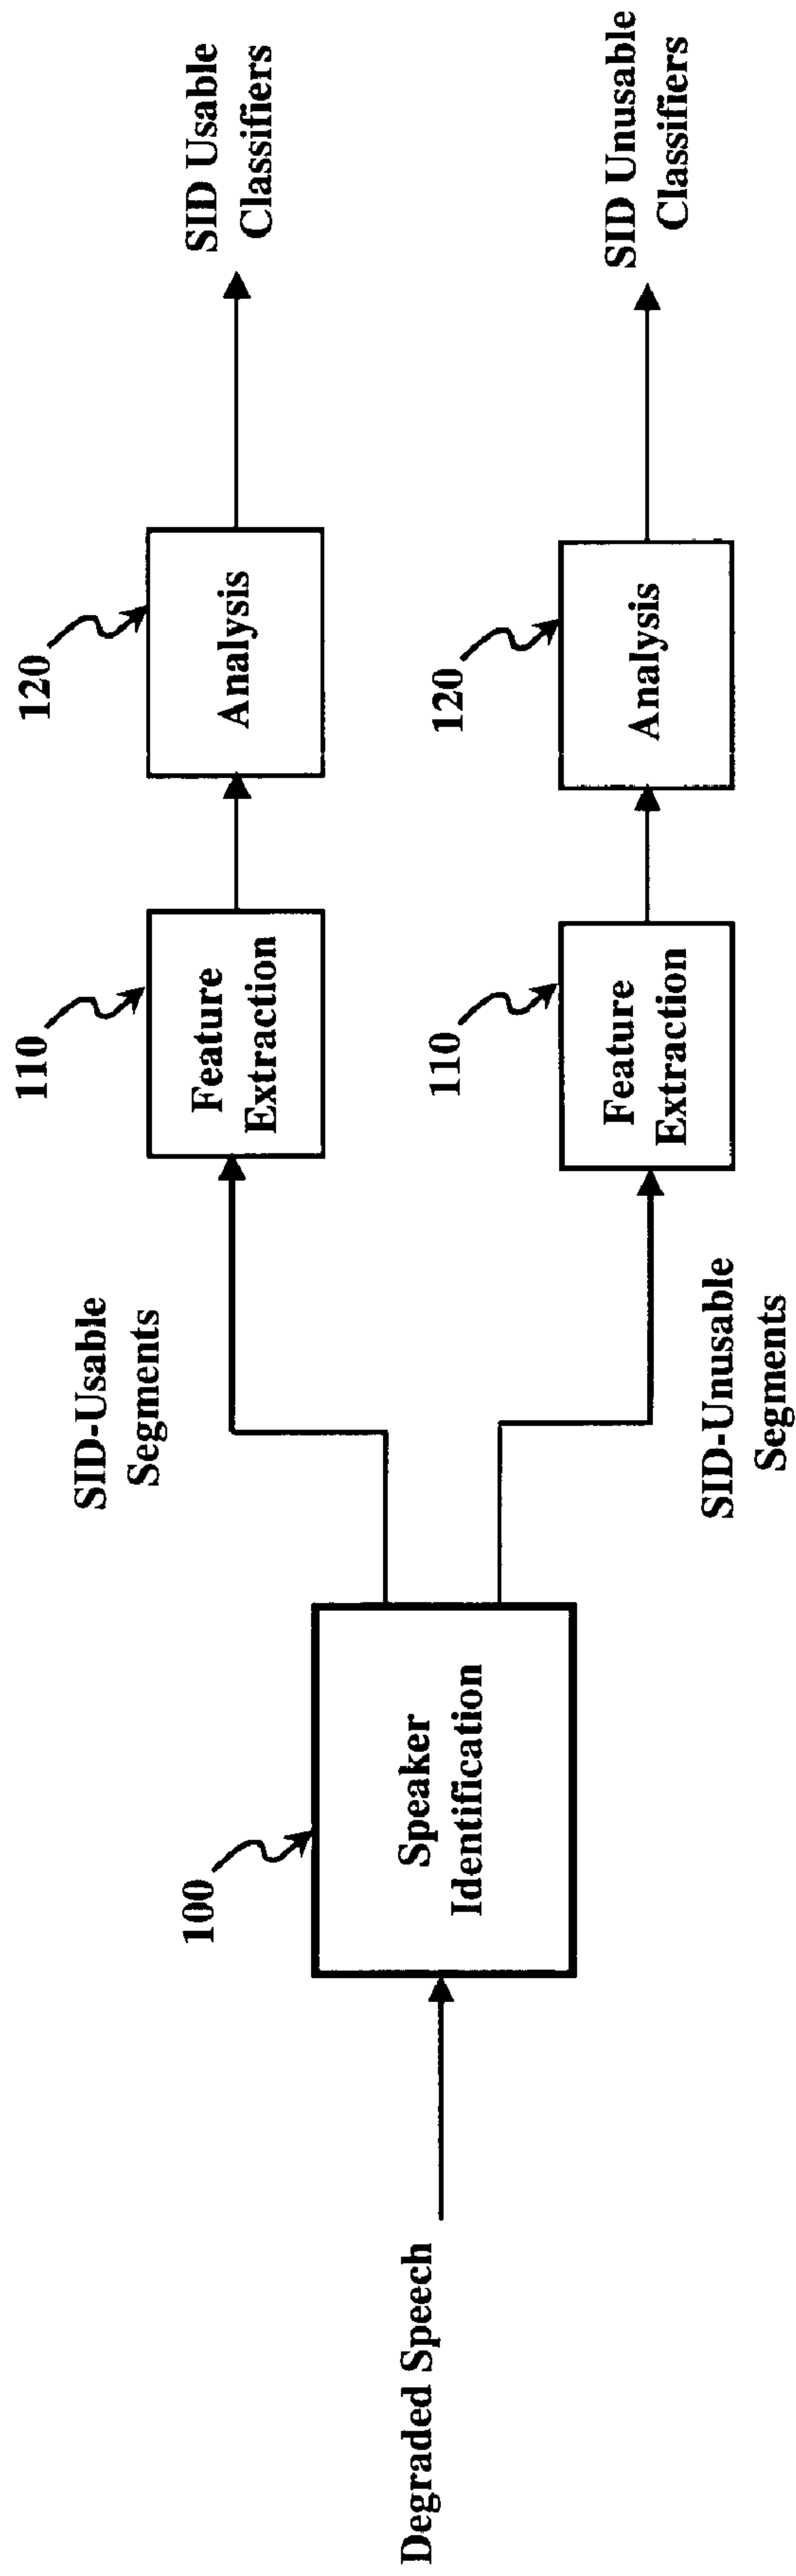 Degraded Speech
100
Speaker
Identification
SID-Usable
Segments
110
Feature
Extraction
120
Analysis
SID Usable
Classifiers
SID-Unusable
Segments
110
Feature
Extraction
120
Analysis
SID Unusable
Classifiers